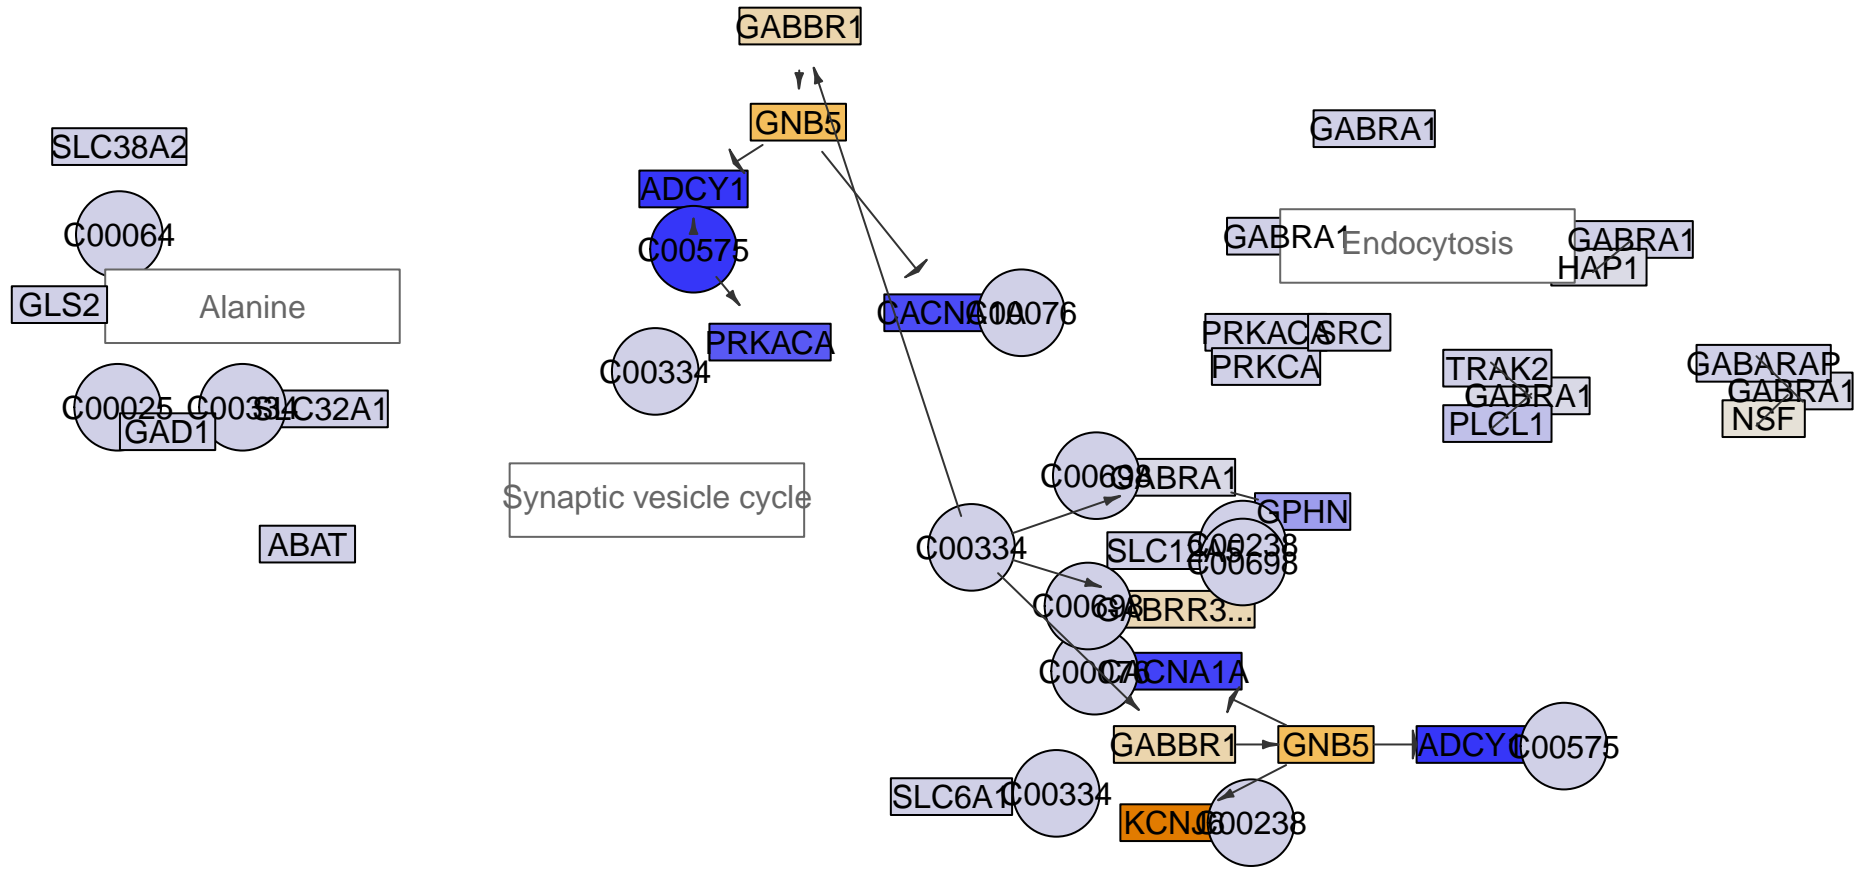 GABBR1
GNB5
GABRA1
SLC38A2
ADCY1
C00064
C00575
GABRA1
Endocytosis
GABRA1
HAP1
GLS2
Alanine
CACNA1A
C00076
PRKACA
PRKACA
SRC
C00334
PRKCA
TRAK2
GABARAP
GABRA1
GABRA1
C00025
C00334
SLC32A1
GAD1
PLCL1
NSF
C00698
GABRA1
Synaptic vesicle cycle
GPHN
ABAT
C00334
SLC12A5
C00238
C00698
C00698
GABRR3...
C00076
CACNA1A
GABBR1
GNB5
ADCY1
C00575
SLC6A1
C00334
KCNJ6
C00238